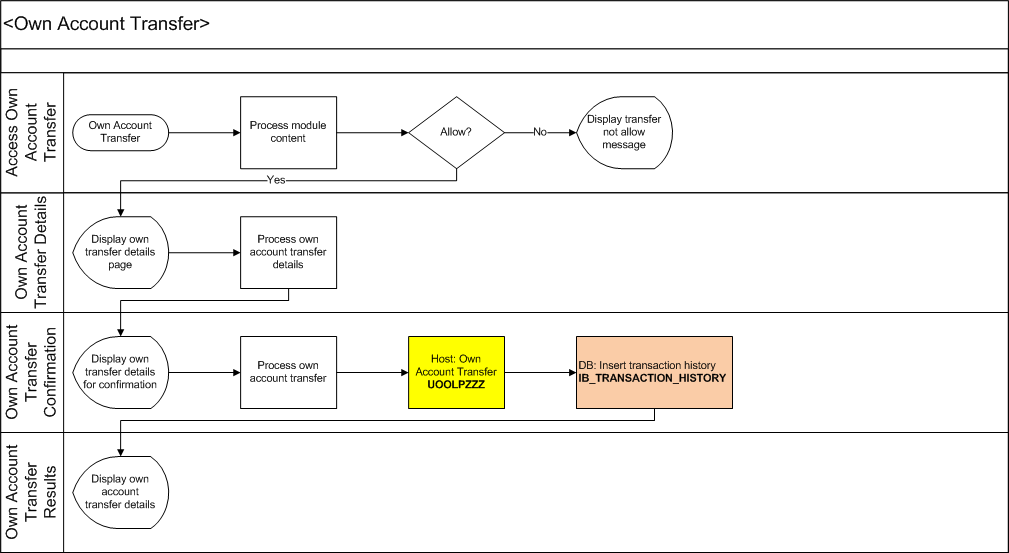 <Own Account Transfer>
Access Own
Account
Transfer
Own Account
Transfer
Process module
content
Allow?
No
Display transfer
not allow
message
Yes
Own Account
Transfer Details
Display own
transfer details
page
Process own
account transfer
details
Own Account
Transfer
Confirmation
Display own
transfer details
for confirmation
Process own
account transfer
Host: Own
Account Transfer
UOOLPZZZ
DB: Insert transaction history
IB_TRANSACTION_HISTORY
Own Account
Transfer
Results
Display own
account
transfer details